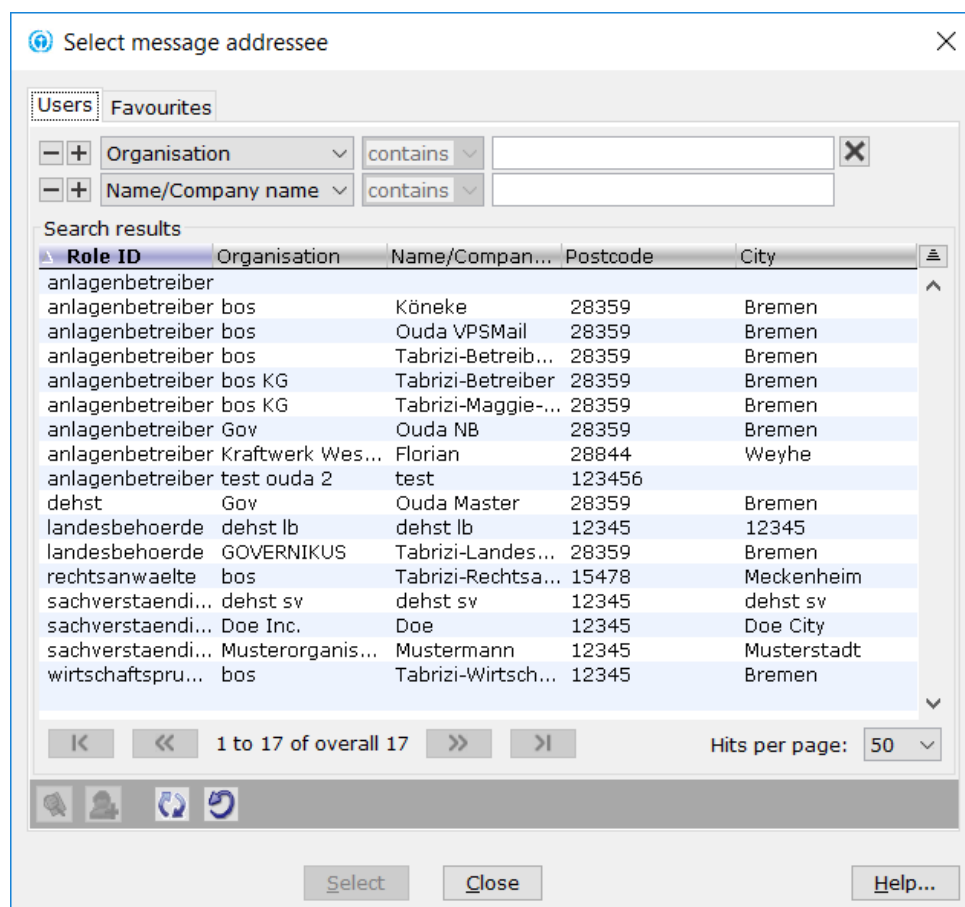 Select message addressee
Users Favourites
Organisation contains
Name/Company name contains
Search results
Role ID Organisation Name/Compan... Postcode City
anlagenbetreiber
anlagenbetreiber bos Köneke 28359 Bremen
anlagenbetreiber bos Ouda VPSMail 28359 Bremen
anlagenbetreiber bos Tabrizi-Betreib... 28359 Bremen
anlagenbetreiber bos KG Tabrizi-Betreiber 28359 Bremen
anlagenbetreiber bos KG Tabrizi-Maggie-... 28359 Bremen
anlagenbetreiber Gov Ouda NB 28359 Bremen
anlagenbetreiber Kraftwerk Wes... Florian 28844 Weyhe
anlagenbetreiber test ouda 2 test 123456
dehst Gov Ouda Master 28359 Bremen
landesbehoerde dehst lb dehst lb 12345 12345
landesbehoerde GOVERNIKUS Tabrizi-Landes... 28359 Bremen
rechtsanwaelte bos Tabrizi-Rechtsa... 15478 Meckenheim
sachverstaendi... dehst sv dehst sv 12345 dehst sv
sachverstaendi... Doe Inc. Doe 12345 Doe City
sachverstaendi... Musterorganis... Mustermann 12345 Musterstadt
wirtschaftspru... bos Tabrizi-Wirtsch... 12345 Bremen
1 to 17 of overall 17 Hits per page: 50
Select Close Help...